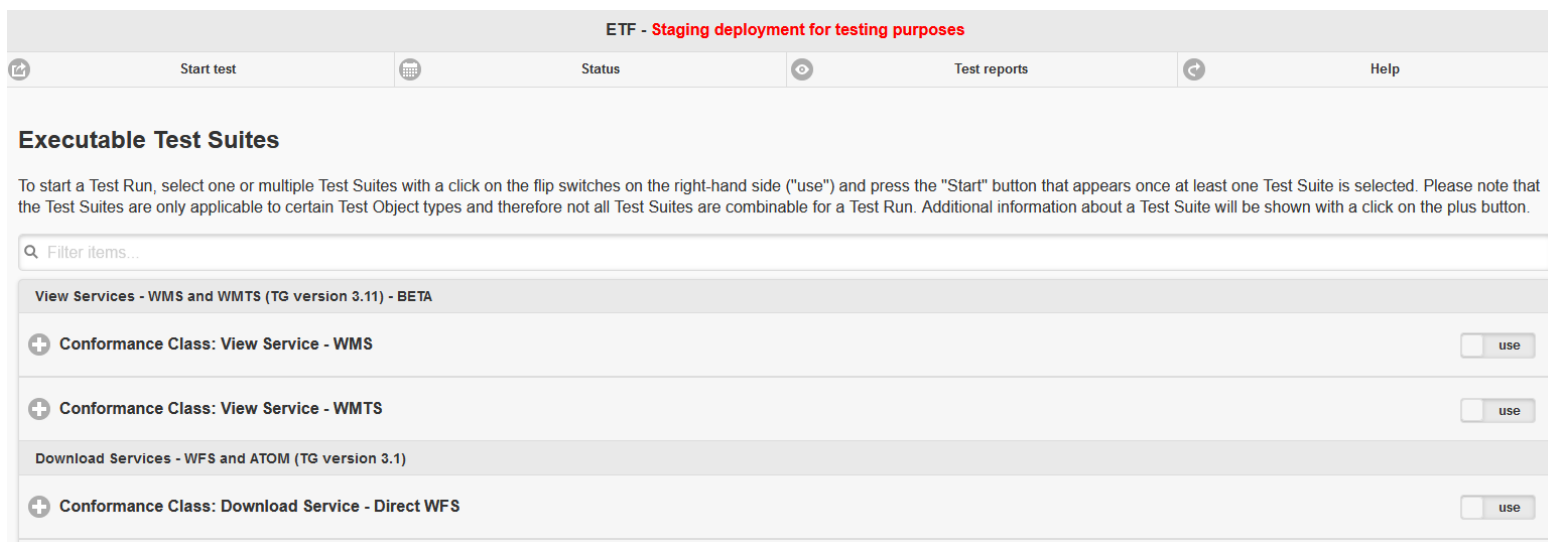 ETF - Staging deployment for testing purposes
Start test
Status
Test reports
Help
Executable Test Suites
To start a Test Run, select one or multiple Test Suites with a click on the flip switches on the right-hand side ("use") and press the "Start" button that appears once at least one Test Suite is selected. Please note that
the Test Suites are only applicable to certain Test Object types and therefore not all Test Suites are combinable for a Test Run. Additional information about a Test Suite will be shown with a click on the plus button.
Filter items...
View Services - WMS and WMTS (TG version 3.11) - BETA
Conformance Class: View Service - WMS
use
Conformance Class: View Service - WMTS
use
Download Services - WFS and ATOM (TG version 3.1)
Conformance Class: Download Service - Direct WFS
use